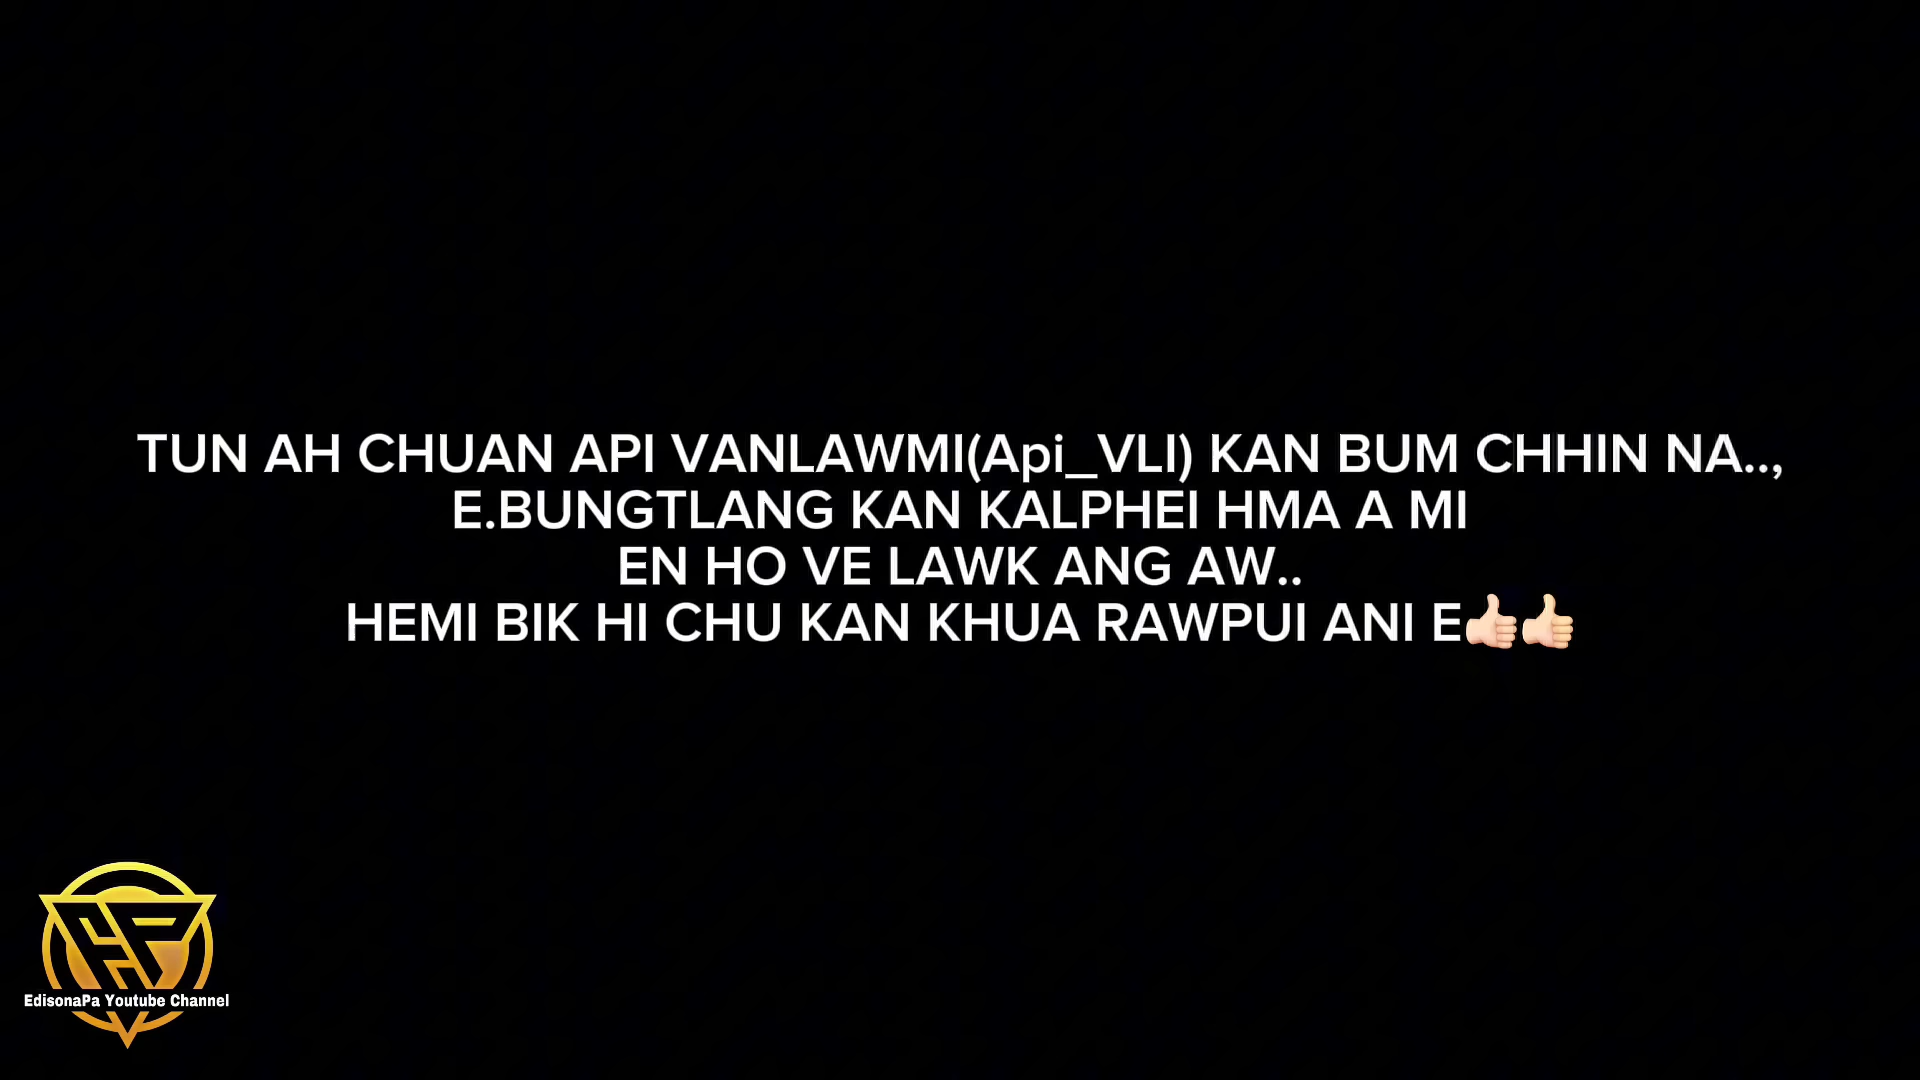 TUN AH CHUAN API VANLAWMI(Api_VLI) KAN BUM CHHIN NA..,
E.BUNGTLANG KAN KALPHEI HMA A MI
EN HO VE LAWK ANG AW..
HEMI BIK HI CHU KAN KHUA RAWPUI ANI E👍🏻👍🏼
EdisonaPa Youtube Channel